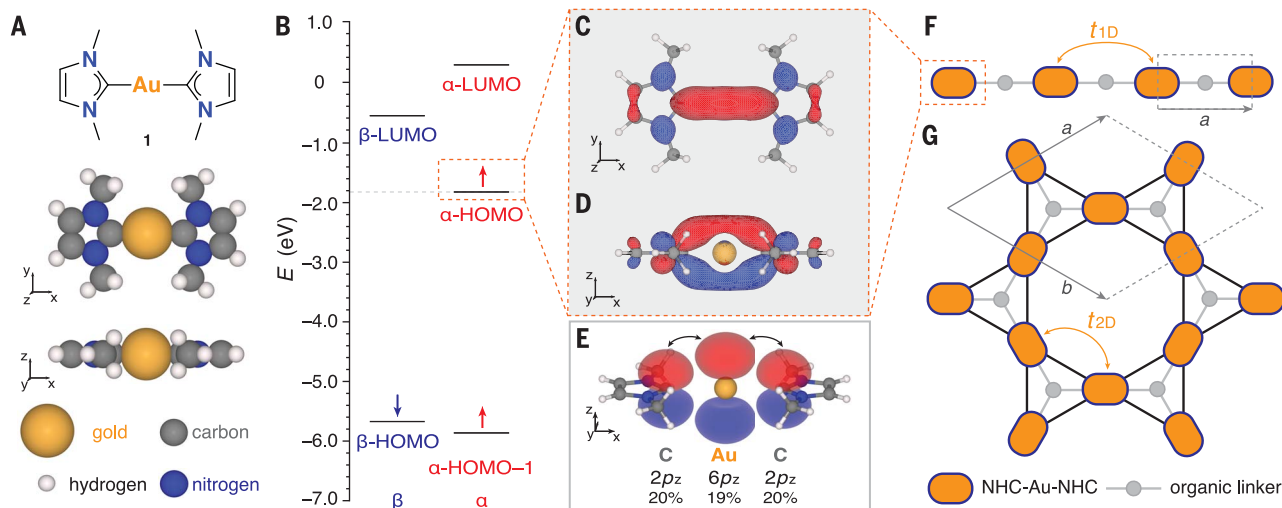 A
N
N
Au
N
N
1
y
z
x
z
y
x
gold
carbon
hydrogen
nitrogen
B
E (eV)
1.0
0
−1.0
−2.0
−3.0
−4.0
−5.0
−6.0
−7.0
α-LUMO
β-LUMO
α-HOMO
β-HOMO
α-HOMO−1
β
α
C
y
z
x
D
z
y
x
E
z
y
x
C Au C
2pz 6pz 2pz
20% 19% 20%
F
t1D
a
G
a
b
t2D
NHC-Au-NHC
organic linker